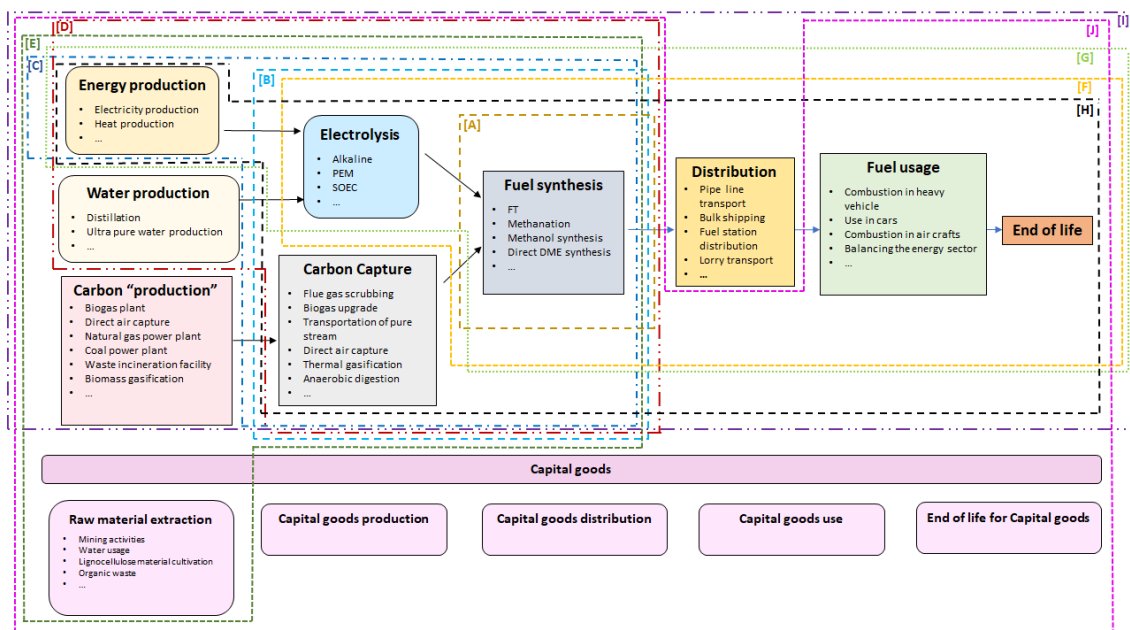 [D]
[I]
[E]
[J]
[G]
[C]
[B]
[F]
[H]
[A]
Energy production
• Electricity production
• Heat production
• ...
Electrolysis
• Alkaline
• PEM
• SOEC
• ...
Water production
• Distillation
• Ultra pure water production
• ...
Fuel synthesis
• FT
• Methanation
• Methanol synthesis
• Direct DME synthesis
• ...
Distribution
• Pipe line
transport
• Bulk shipping
• Fuel station
distribution
• Lorry transport
• ...
Fuel usage
• Combustion in heavy
vehicle
• Use in cars
• Combustion in air crafts
• Balancing the energy sector
• ...
End of life
Carbon “production”
• Biogas plant
• Direct air capture
• Natural gas power plant
• Coal power plant
• Waste incineration facility
• Biomass gasification
• ...
Carbon Capture
• Flue gas scrubbing
• Biogas upgrade
• Transportation of pure
stream
• Direct air capture
• Thermal gasification
• Anaerobic digestion
• ...
Capital goods
Raw material extraction
• Mining activities
• Water usage
• Lignocellulose material cultivation
• Organic waste
• ...
Capital goods production
Capital goods distribution
Capital goods use
End of life for Capital goods